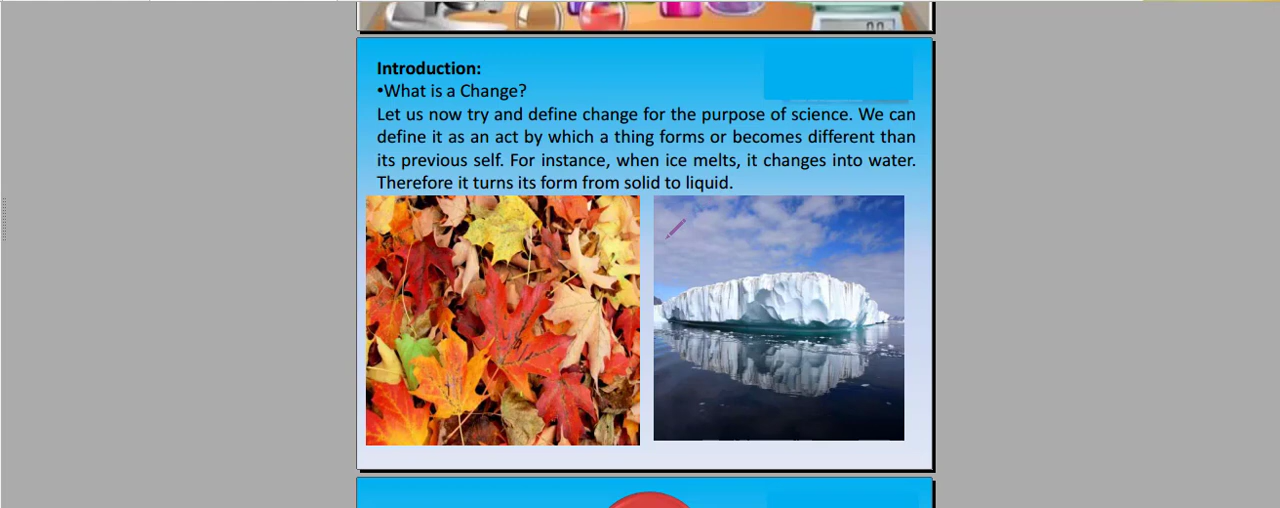 Introduction:
•What is a Change?
Let us now try and define change for the purpose of science. We can
define it as an act by which a thing forms or becomes different than
its previous self. For instance, when ice melts, it changes into water.
Therefore it turns its form from solid to liquid.